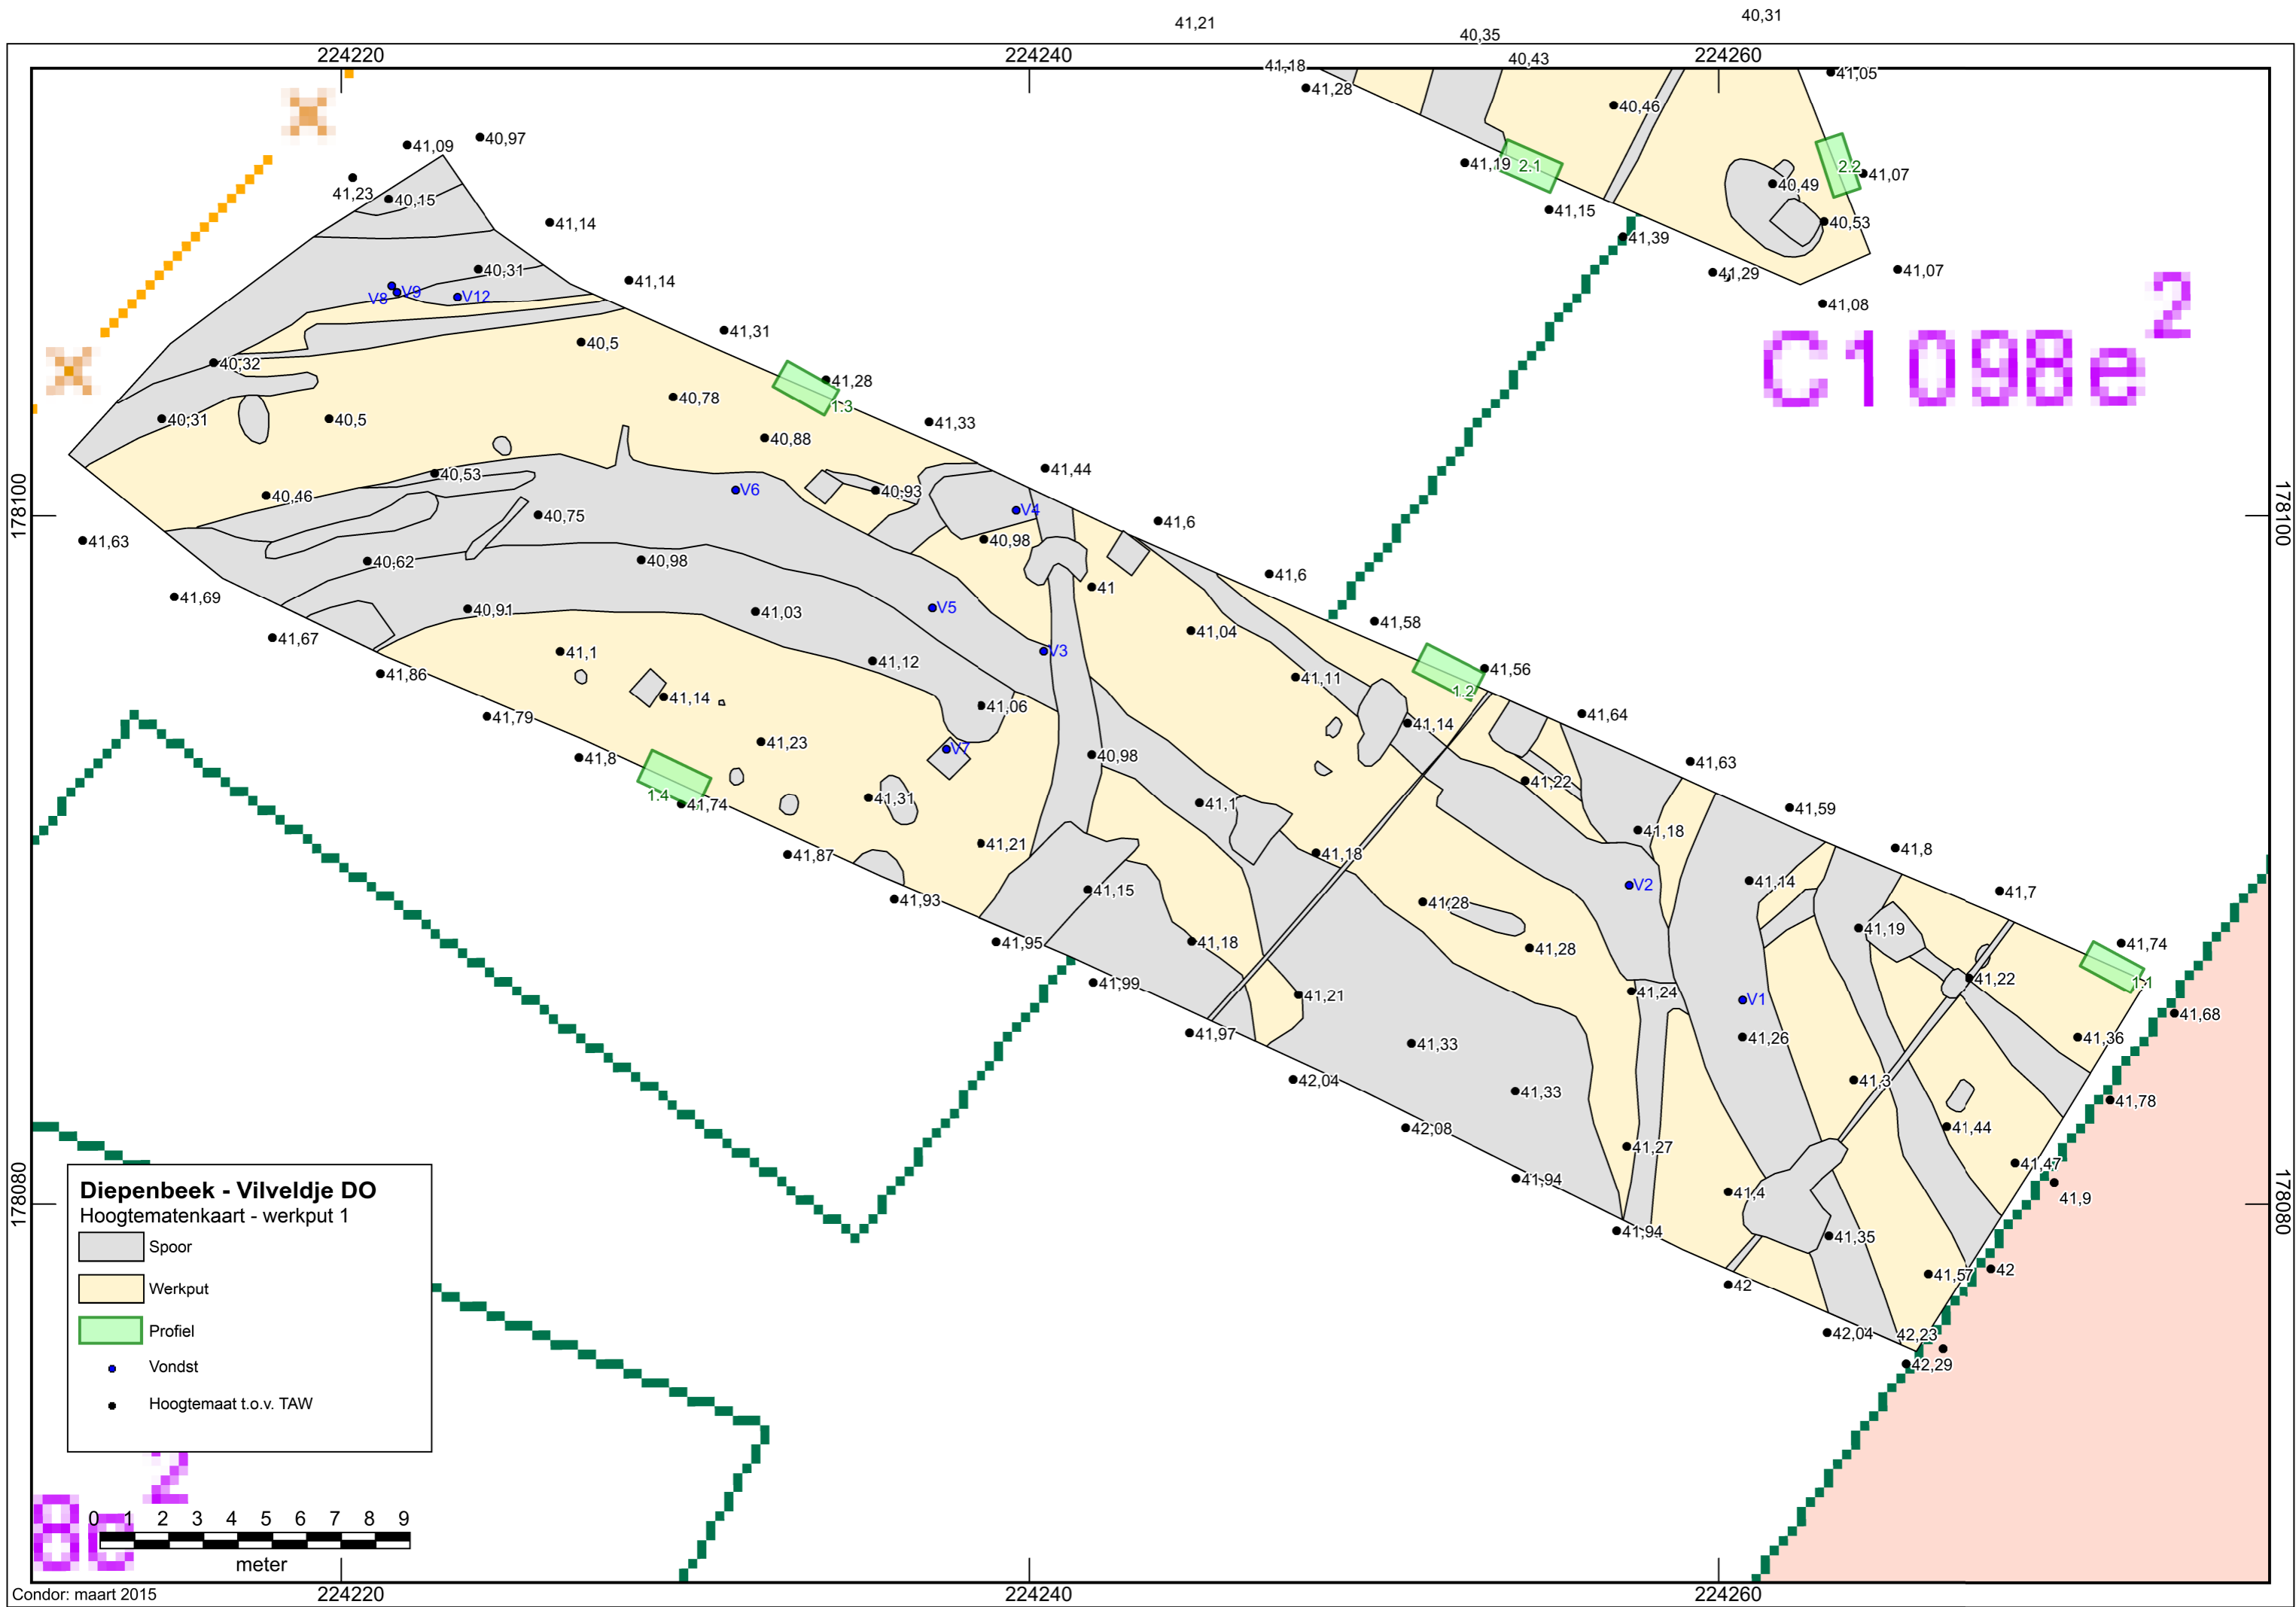 41,21 40,31
40,35
224220 224240 41,18 40,43 224260
41,28 41,05
40,46
41,09 40,97
41,19 2.1 2.2 41,07
41,23 40,15 40,49
41,14 41,15 40,53
41,39
40,31 41,29 41,07
41,14 41,08
V8 V9 V12
C1098e2
41,31
40,5
40,32 41,28
40,78 1.3
40,31 40,5 41,33
40,88
41,44
40,53
40,46 V6 40,93
V4
178100 40,75 41,6 178100
41,63 40,98
40,62 40,98 41,6
41 
41,69 40,91 41,03 V5
41,58
41,67 41,04
41,1 41,12 V3
41,86 41,11 41,56
41,14 1.2
41,79 41,06 41,64
41,14
41,23 V7
41,8 40,98 41,63
41,22
1.4 41,74 41,31 41,1 41,59
41,18
41,21 41,18 41,8
41,87
41,14
V2
41,93 41,15 41,28 41,7
41,19
41,95 41,18 41,28 41,74
41,22
41,99 41,21 41,24 V1 1.1
41,68
41,97 41,33 41,26 41,36
42,04 41,33 41,3
41,78
42,08 41,44
41,27 41,47
41,94 41,4 41,9
178080 178080
41,94 41,35
41,57 42
42
42,04 42,23
42,29
Diepenbeek - Vilveldje DO
Hoogtematenkaart - werkput 1
Spoor
Werkput
Profiel
Vondst
Hoogtemaat t.o.v. TAW
2
8e
0 1 2 3 4 5 6 7 8 9
meter
Condor: maart 2015
224220 224240 224260